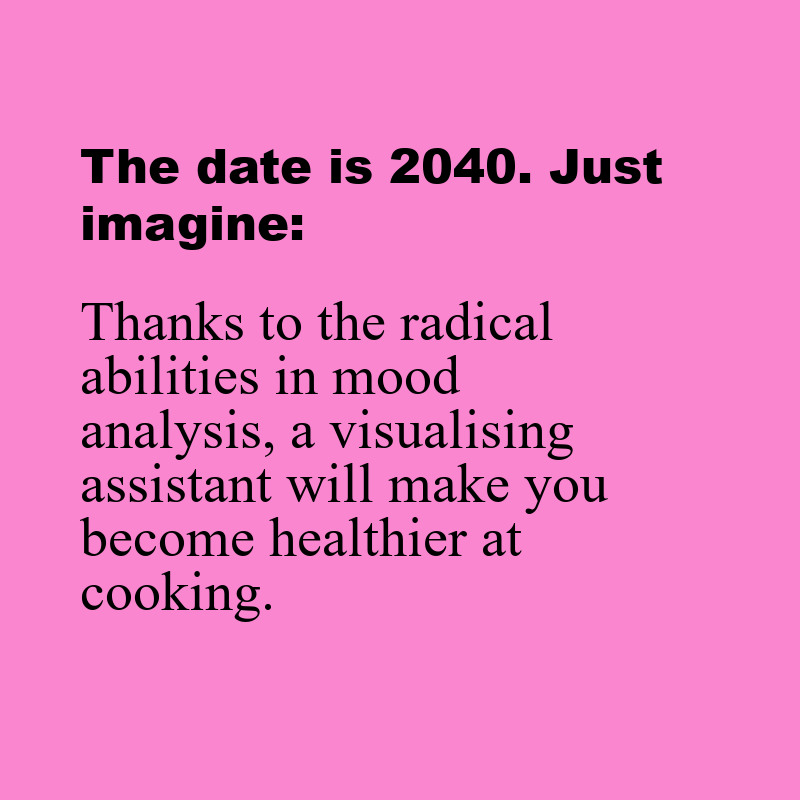 The date is 2040. Just
imagine:
Thanks to the radical
abilities in mood
analysis, a visualising
assistant will make you
become healthier at
cooking.